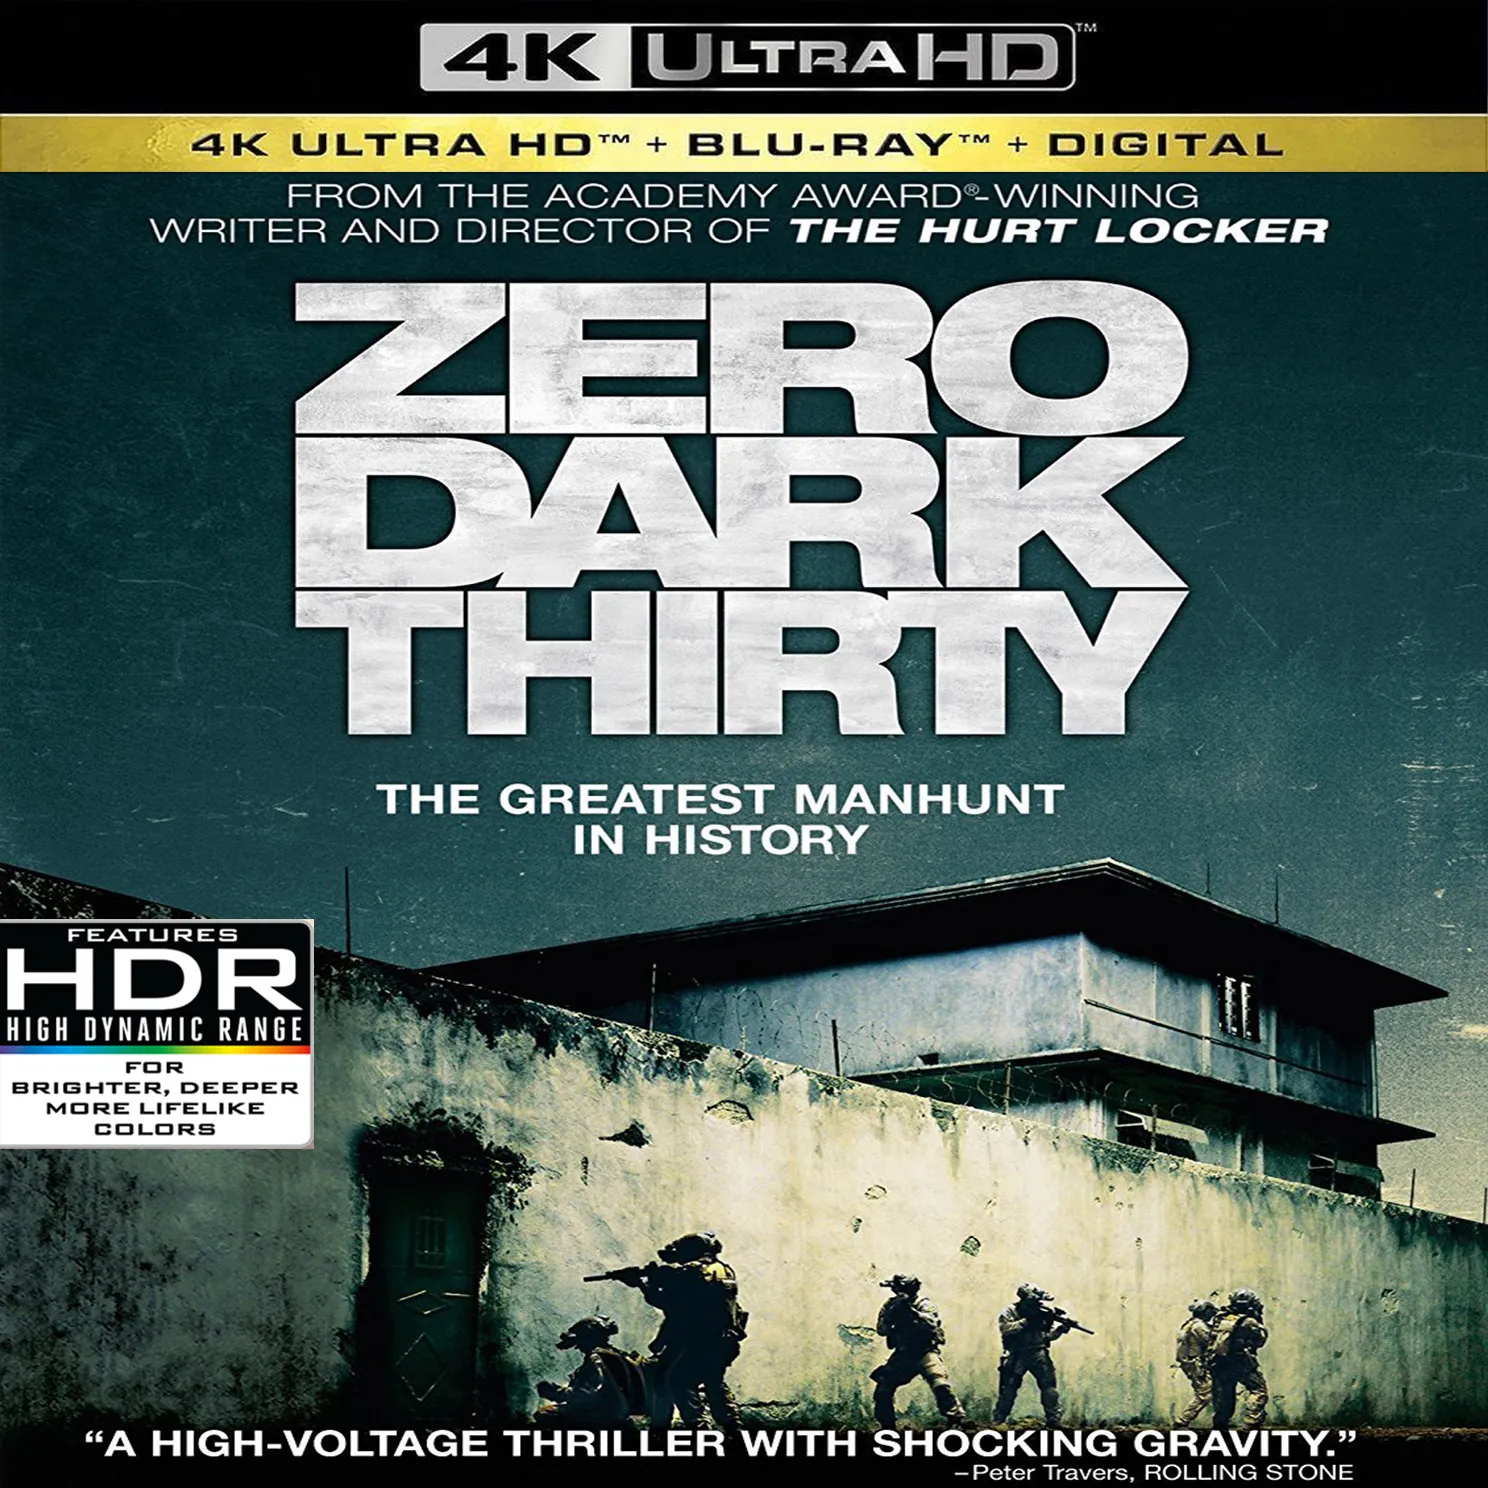 4K ULTRA HD™
4K ULTRA HD™ + BLU-RAY™ + DIGITAL
FROM THE ACADEMY AWARD®-WINNING
WRITER AND DIRECTOR OF THE HURT LOCKER
ZERO
DARK
THIRTY
THE GREATEST MANHUNT
IN HISTORY
FEATURES
HDR
HIGH DYNAMIC RANGE
FOR
BRIGHTER, DEEPER
MORE LIFELIKE
COLORS
“A HIGH-VOLTAGE THRILLER WITH SHOCKING GRAVITY.”
–Peter Travers, ROLLING STONE